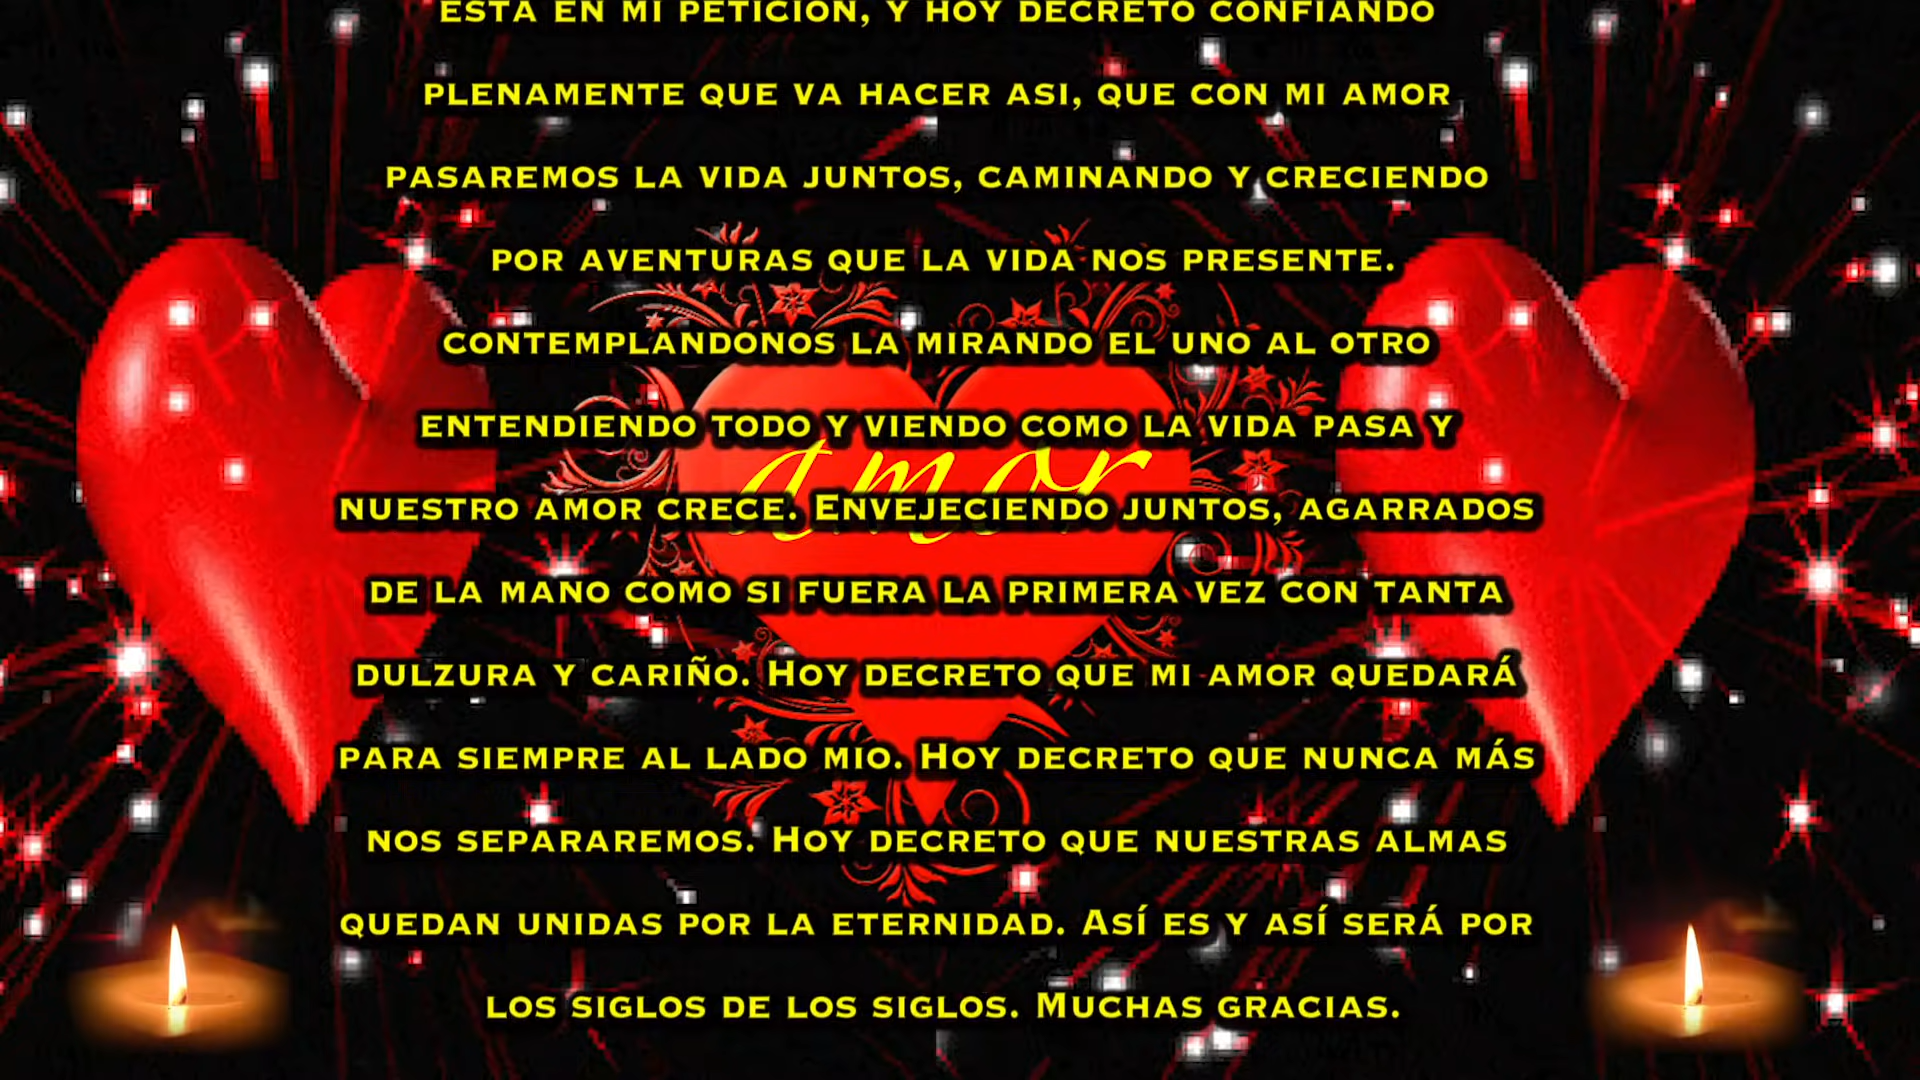 ESTA EN MI PETICION, Y HOY DECRETO CONFIANDO
PLENAMENTE QUE VA HACER ASI, QUE CON MI AMOR
PASAREMOS LA VIDA JUNTOS, CAMINANDO Y CRECIENDO
POR AVENTURAS QUE LA VIDA NOS PRESENTE.
CONTEMPLANDONOS LA MIRANDO EL UNO AL OTRO
ENTENDIENDO TODO Y VIENDO COMO LA VIDA PASA Y
amor
NUESTRO AMOR CRECE. ENVEJECIENDO JUNTOS, AGARRADOS
DE LA MANO COMO SI FUERA LA PRIMERA VEZ CON TANTA
DULZURA Y CARIÑO. HOY DECRETO QUE MI AMOR QUEDARÁ
PARA SIEMPRE AL LADO MIO. HOY DECRETO QUE NUNCA MÁS
NOS SEPARAREMOS. HOY DECRETO QUE NUESTRAS ALMAS
QUEDAN UNIDAS POR LA ETERNIDAD. ASÍ ES Y ASÍ SERÁ POR
LOS SIGLOS DE LOS SIGLOS. MUCHAS GRACIAS.